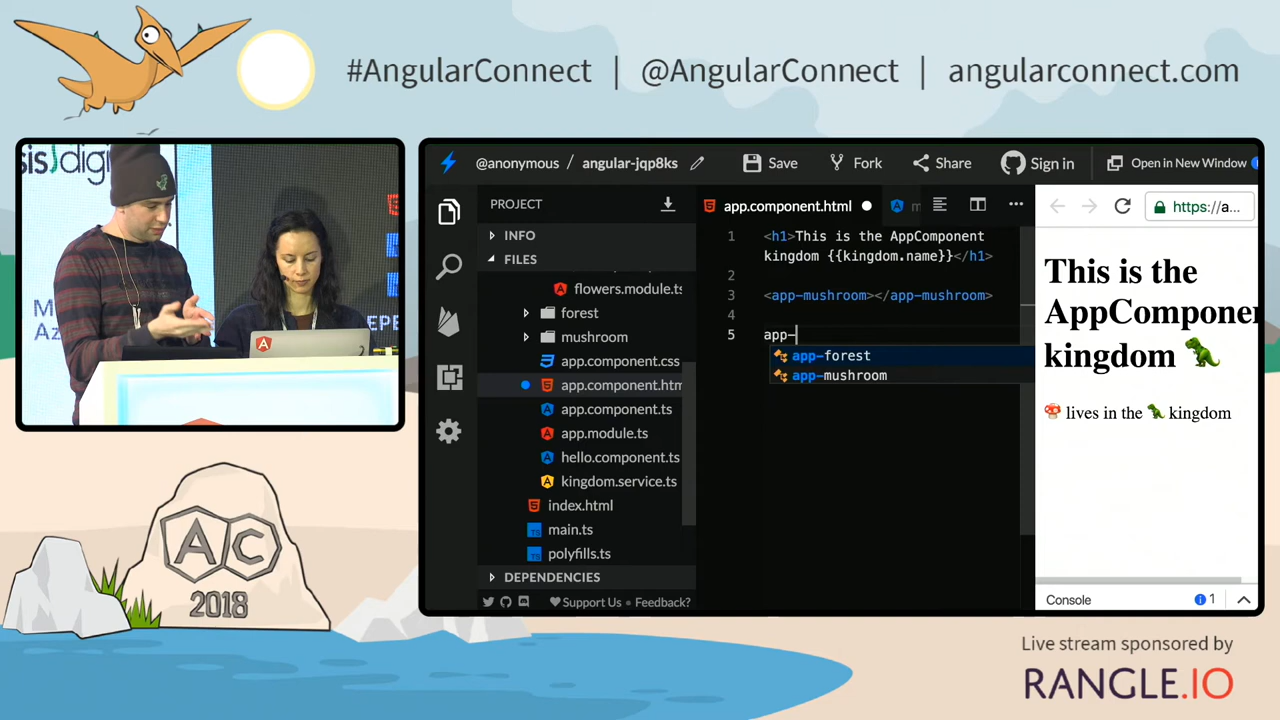 #AngularConnect | @AngularConnect | angularconnect.com
@anonymous / angular-jqp8ks
Save
Fork
Share
Sign in
Open in New Window
PROJECT
INFO
FILES
flowers.module.ts
forest
mushroom
app.component.css
app.component.htm
app.component.ts
app.module.ts
hello.component.ts
kingdom.service.ts
index.html
main.ts
polyfills.ts
DEPENDENCIES
Support Us • Feedback?
app.component.html
1 <h1>This is the AppComponent
kingdom {{kingdom.name}}</h1>
2
3 <app-mushroom></app-mushroom>
4
5 app-
app-forest
app-mushroom
https://a...
This is the
AppComponen
kingdom 🦖
🍄 lives in the 🦖 kingdom
Console
1
AC
2018
Live stream sponsored by
RANGLE.IO